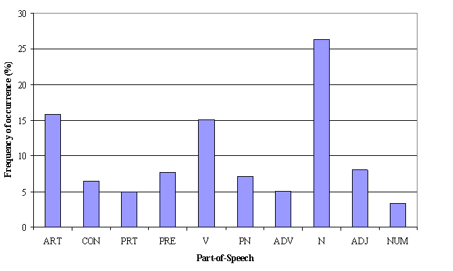 30
25
20
15
10
5
0
Frequency of occurrence (%)
ART CON PRT PRE V PN ADV N ADJ NUM
Part-of-Speech